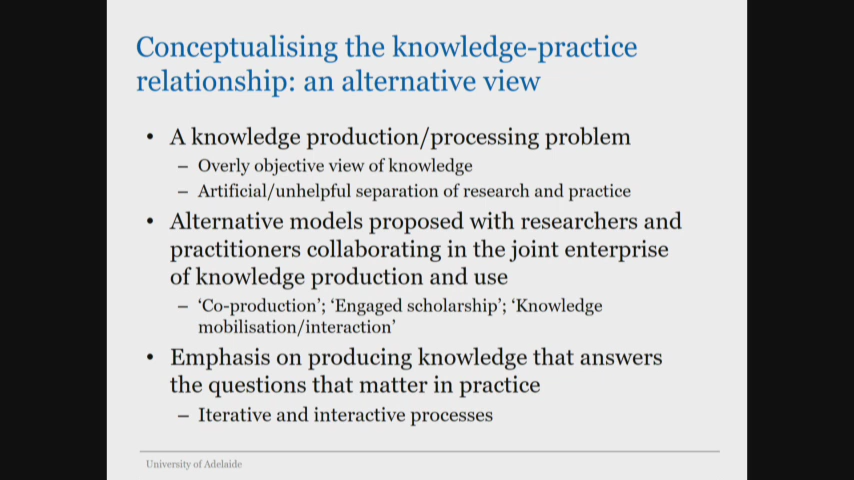 Conceptualising the knowledge-practice
relationship: an alternative view
• A knowledge production/processing problem
– Overly objective view of knowledge
– Artificial/unhelpful separation of research and practice
• Alternative models proposed with researchers and
practitioners collaborating in the joint enterprise
of knowledge production and use
– ‘Co-production’; ‘Engaged scholarship’; ‘Knowledge
mobilisation/interaction’
• Emphasis on producing knowledge that answers
the questions that matter in practice
– Iterative and interactive processes
University of Adelaide